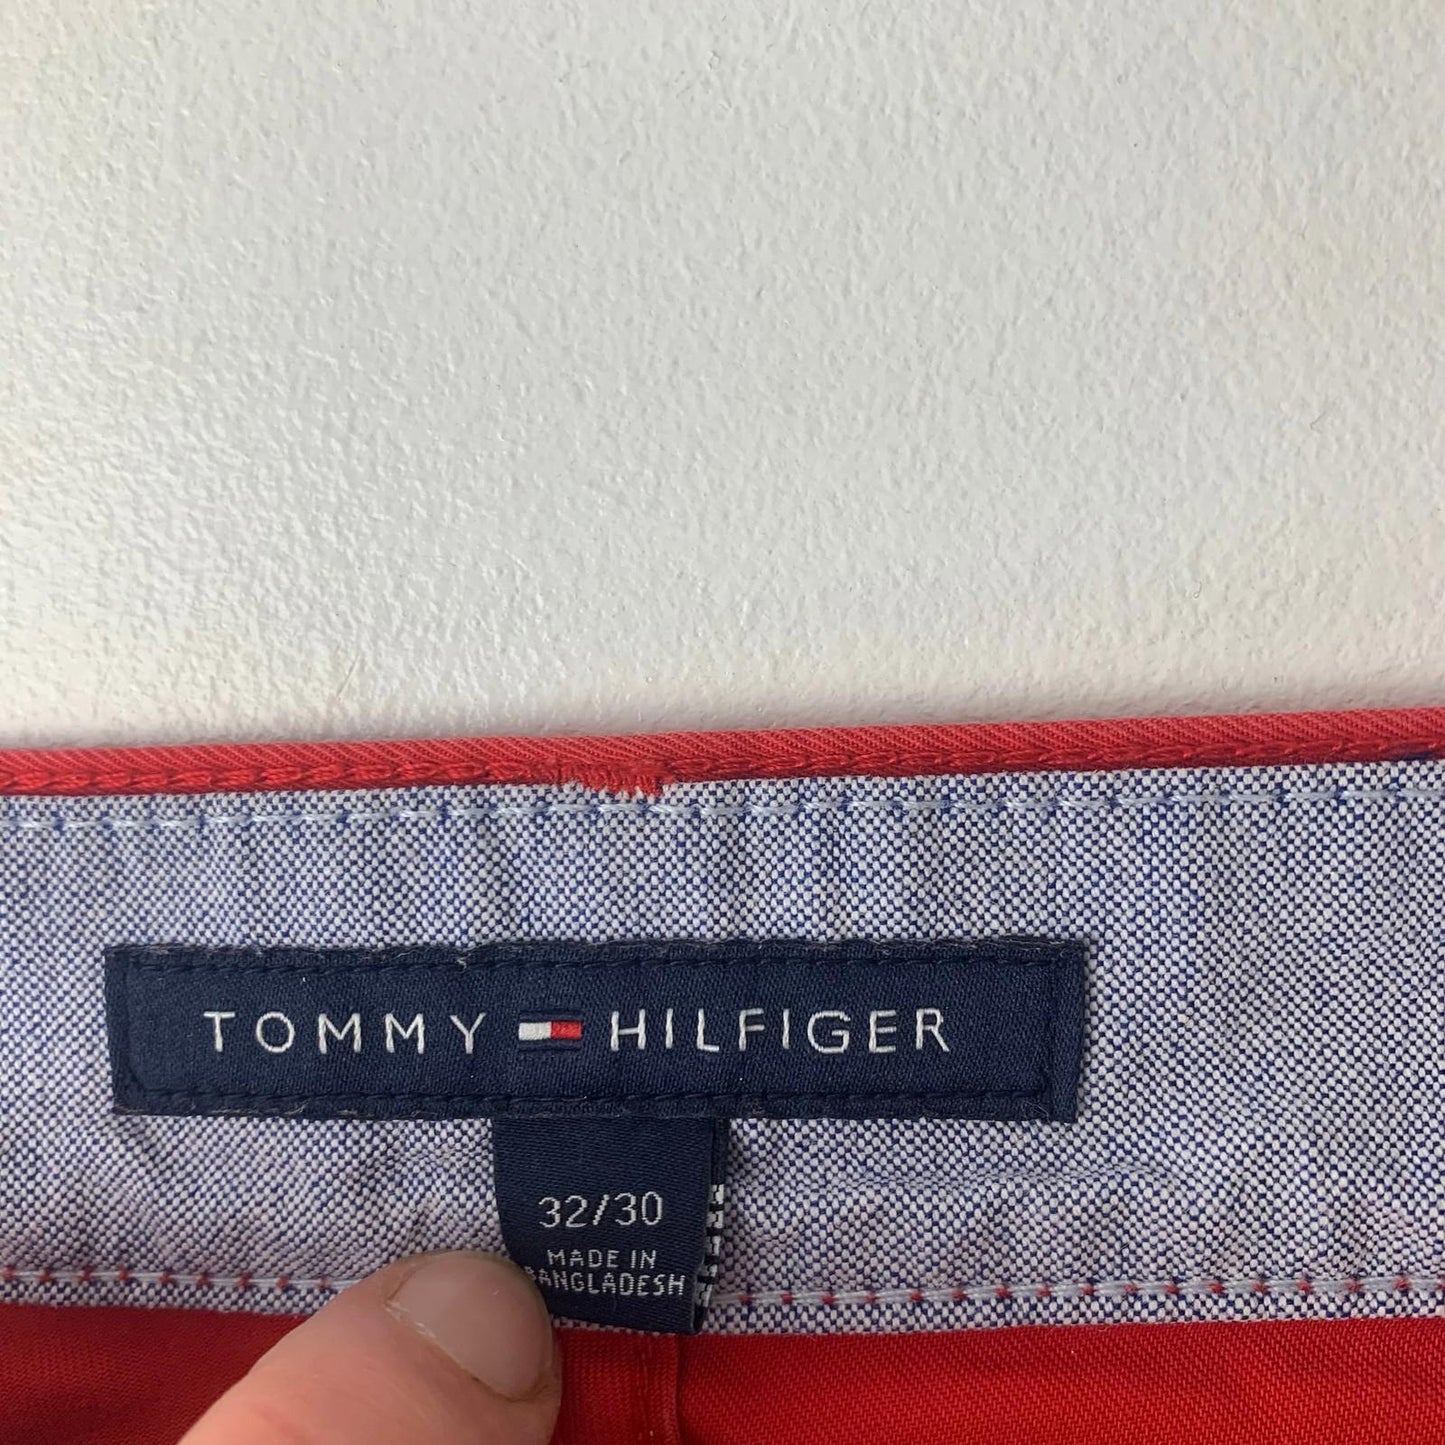 TOMMY HILFIGER
32/30
MADE IN
BANGLADESH